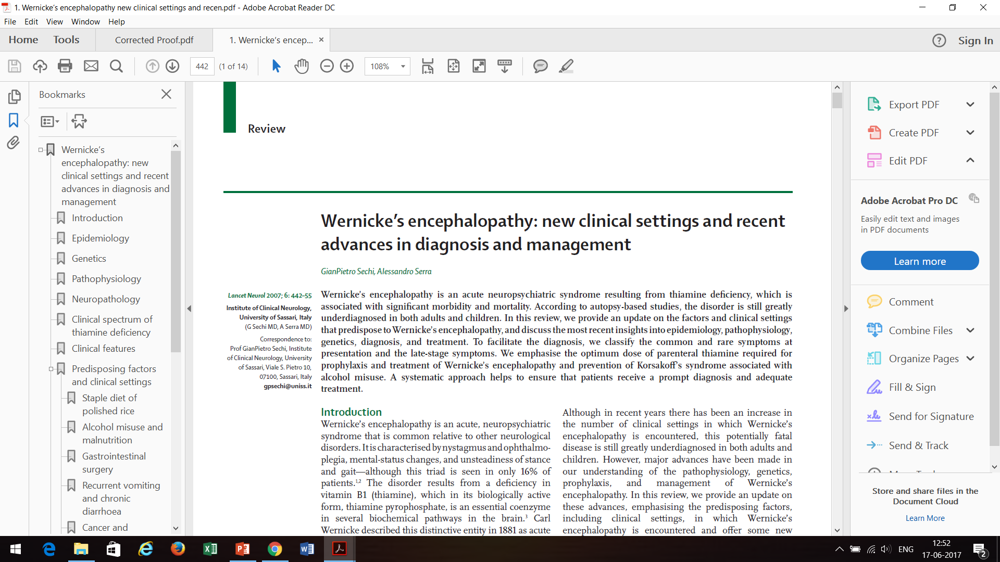 1. Wernicke's encephalopathy new clinical settings and recen.pdf - Adobe Acrobat Reader DC
File Edit View Window Help
Home Tools Corrected Proof.pdf 1. Wernicke's encep... Sign In
442 (1 of 14) 108%
Bookmarks
Wernicke's
encephalopathy: new
clinical settings and recent
advances in diagnosis and
management
Introduction
Epidemiology
Genetics
Pathophysiology
Neuropathology
Clinical spectrum of
thiamine deficiency
Clinical features
Predisposing factors
and clinical settings
Staple diet of
polished rice
Alcohol misuse and
malnutrition
Gastrointestinal
surgery
Recurrent vomiting
and chronic
diarrhoea
Cancer and
Review
Wernicke's encephalopathy: new clinical settings and recent
advances in diagnosis and management
GianPietro Sechi, Alessandro Serra
Lancet Neurol 2007; 6: 442–55
Institute of Clinical Neurology,
University of Sassari, Italy
(G Sechi MD, A Serra MD)
Correspondence to:
Prof GianPietro Sechi, Institute
of Clinical Neurology, University
of Sassari, Viale S. Pietro 10,
07100, Sassari, Italy
gpsechi@uniss.it
Wernicke's encephalopathy is an acute neuropsychiatric syndrome resulting from thiamine deficiency, which is
associated with significant morbidity and mortality. According to autopsy-based studies, the disorder is still greatly
underdiagnosed in both adults and children. In this review, we provide an update on the factors and clinical settings
that predispose to Wernicke's encephalopathy, and discuss the most recent insights into epidemiology, pathophysiology,
genetics, diagnosis, and treatment. To facilitate the diagnosis, we classify the common and rare symptoms at
presentation and the late-stage symptoms. We emphasise the optimum dose of parenteral thiamine required for
prophylaxis and treatment of Wernicke's encephalopathy and prevention of Korsakoff's syndrome associated with
alcohol misuse. A systematic approach helps to ensure that patients receive a prompt diagnosis and adequate
treatment.
Introduction
Wernicke's encephalopathy is an acute, neuropsychiatric
syndrome that is common relative to other neurological
disorders. It is characterised by nystagmus and ophthalmo-
plegia, mental-status changes, and unsteadiness of stance
and gait—although this triad is seen in only 16% of
patients.1,2 The disorder results from a deficiency in
vitamin B1 (thiamine), which in its biologically active
form, thiamine pyrophosphate, is an essential coenzyme
in several biochemical pathways in the brain.3 Carl
Wernicke described this distinctive entity in 1881 as acute
Although in recent years there has been an increase in
the number of clinical settings in which Wernicke's
encephalopathy is encountered, this potentially fatal
disease is still greatly underdiagnosed in both adults and
children. However, major advances have been made in
our understanding of the pathophysiology, genetics,
prophylaxis, and management of Wernicke's
encephalopathy. In this review, we provide an update on
these advances, emphasising the predisposing factors,
including clinical settings, in which Wernicke's
encephalopathy is encountered and offer some new
Export PDF
Create PDF
Edit PDF
Adobe Acrobat Pro DC
Easily edit text and images
in PDF documents
Learn more
Comment
Combine Files
Organize Pages
Fill & Sign
Send for Signature
Send & Track
Store and share files in the
Document Cloud
Learn More
ENG
12:52
17-06-2017
2